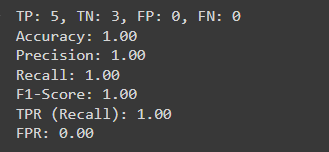 TP: 5, TN: 3, FP: 0, FN: 0
Accuracy: 1.00
Precision: 1.00
Recall: 1.00
F1-Score: 1.00
TPR (Recall): 1.00
FPR: 0.00